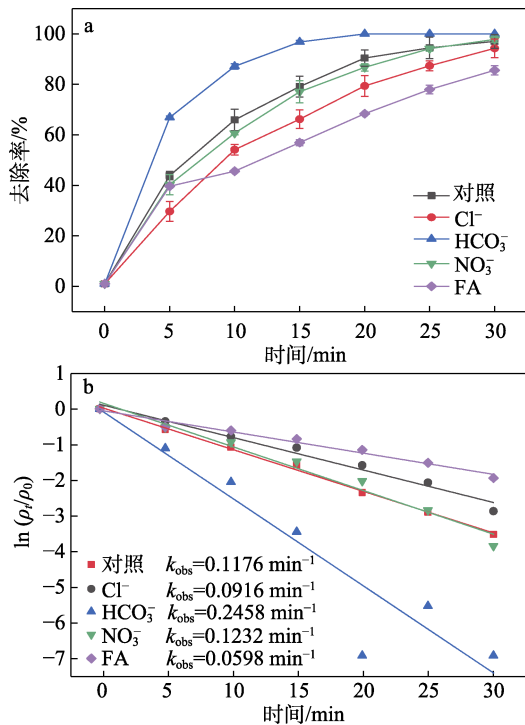 a
100
80
60
40
20
0
去除率/%
对照
Cl⁻
HCO₃⁻
NO₃⁻
FA
0 5 10 15 20 25 30
时间/min
b
1
0
−1
−2
−3
−4
−5
−6
−7
ln (ρₜ/ρ₀)
对照 kobs=0.1176 min⁻¹
Cl⁻ kobs=0.0916 min⁻¹
HCO₃⁻ kobs=0.2458 min⁻¹
NO₃⁻ kobs=0.1232 min⁻¹
FA kobs=0.0598 min⁻¹
0 5 10 15 20 25 30
时间/min